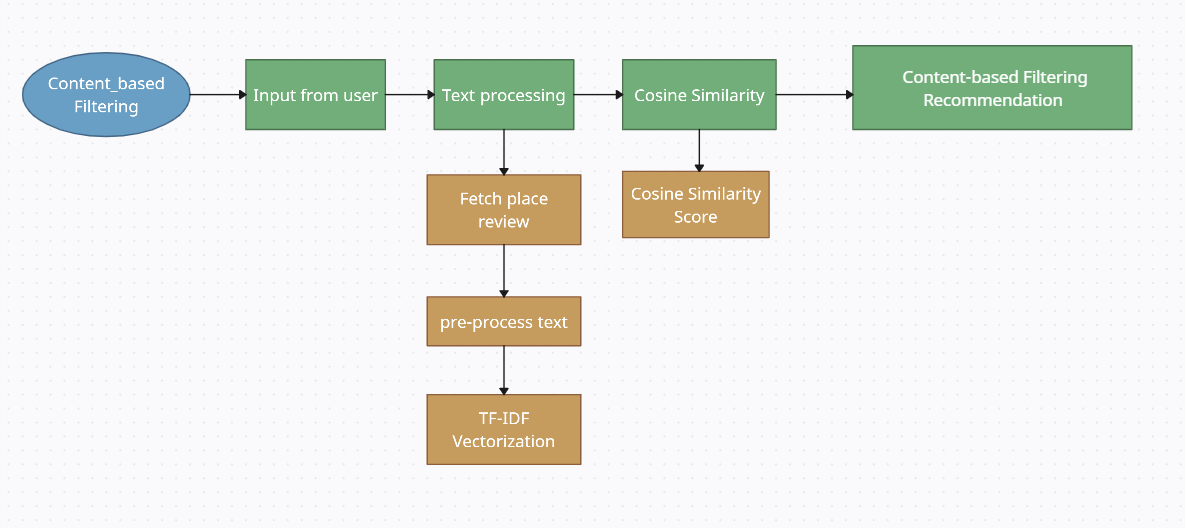 Content_based
Filtering
Input from user
Text processing
Cosine Similarity
Content-based Filtering
Recommendation
Fetch place
review
Cosine Similarity
Score
pre-process text
TF-IDF
Vectorization